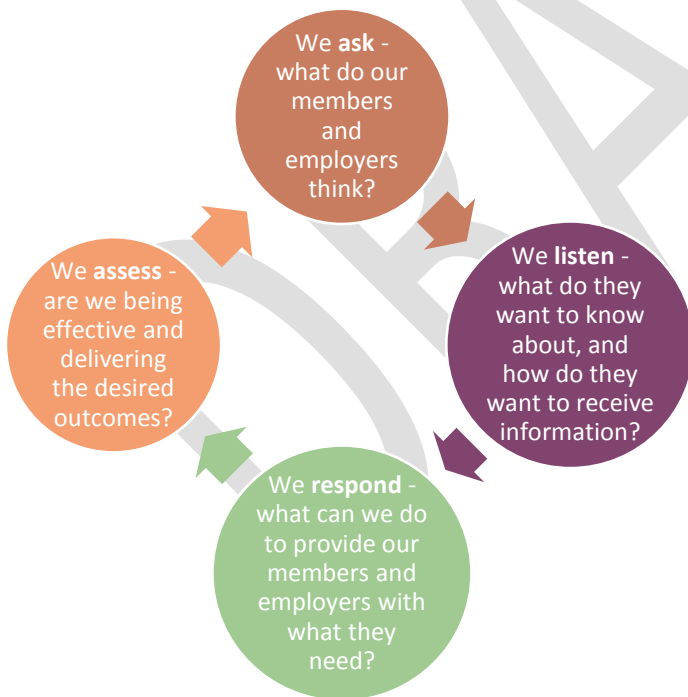 We ask -
what do our
members
and
employers
think?
We listen -
what do they
want to know
about, and
how do they
want to receive
information?
We respond -
what can we do
to provide our
members and
employers with
what they
need?
We assess -
are we being
effective and
delivering
the desired
outcomes?